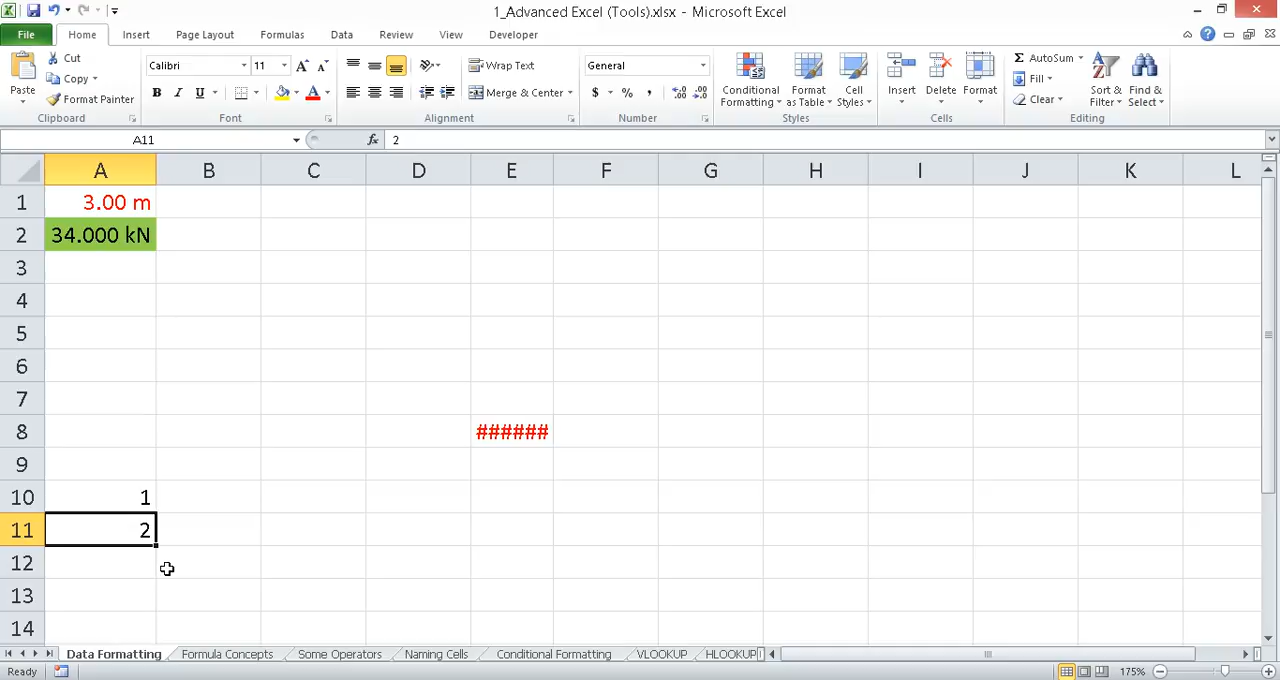 1_Advanced Excel (Tools).xlsx - Microsoft Excel
File Home Insert Page Layout Formulas Data Review View Developer
Paste
Cut
Copy
Format Painter
Clipboard
Calibri 11
B I U
Font
Wrap Text
Merge & Center
Alignment
General
$ % ,
Number
Conditional Formatting
Format as Table
Cell Styles
Styles
Insert Delete Format
Cells
AutoSum
Fill
Clear
Sort & Filter
Find & Select
Editing
A11 fx 2
A B C D E F G H I J K L
1 3.00 m
2 34.000 kN
3
4
5
6
7
8 ######
9
10 1
11 2
12
13
14
Data Formatting Formula Concepts Some Operators Naming Cells Conditional Formatting VLOOKUP HLOOKUP
Ready 175%